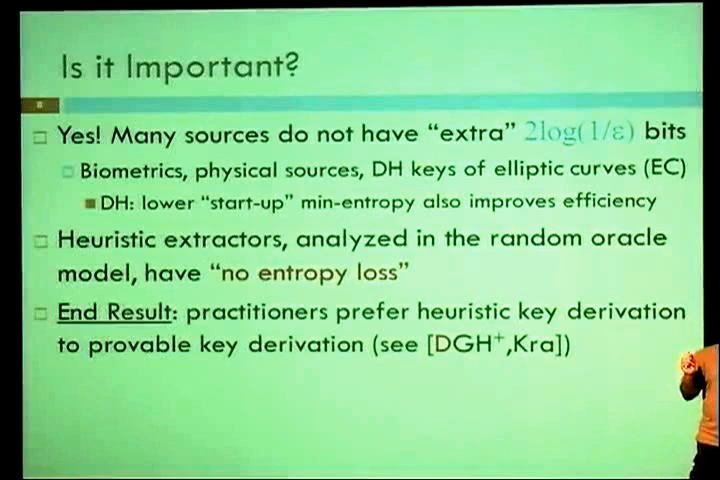 Is it Important?
8
Yes! Many sources do not have “extra” 2log(1/ε) bits
Biometrics, physical sources, DH keys of elliptic curves (EC)
DH: lower “start-up” min-entropy also improves efficiency
Heuristic extractors, analyzed in the random oracle
model, have “no entropy loss”
End Result: practitioners prefer heuristic key derivation
to provable key derivation (see [DGH⁺,Kra])